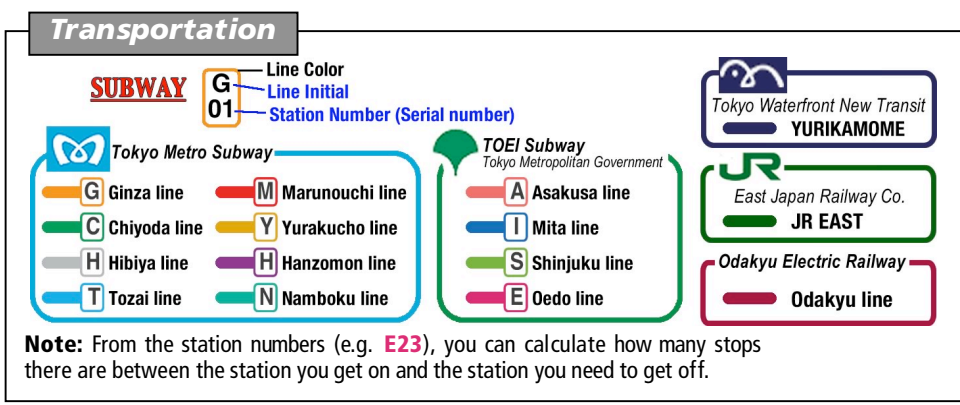 Transportation
SUBWAY
G
01
Line Color
Line Initial
Station Number (Serial number)
Tokyo Metro Subway
G Ginza line
M Marunouchi line
C Chiyoda line
Y Yurakucho line
H Hibiya line
H Hanzomon line
T Tozai line
N Namboku line
TOEI Subway
Tokyo Metropolitan Government
A Asakusa line
I Mita line
S Shinjuku line
E Oedo line
Tokyo Waterfront New Transit
YURIKAMOME
JR
East Japan Railway Co.
JR EAST
Odakyu Electric Railway
Odakyu line
Note: From the station numbers (e.g. E23), you can calculate how many stops
there are between the station you get on and the station you need to get off.